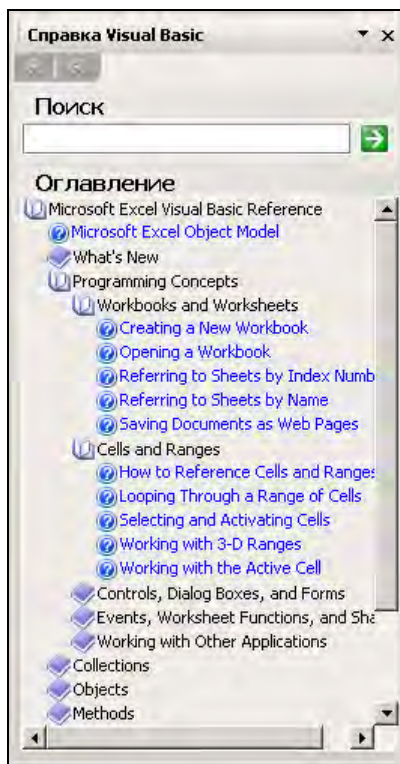 Справка Visual Basic
Поиск
Оглавление
Microsoft Excel Visual Basic Reference
Microsoft Excel Object Model
What's New
Programming Concepts
Workbooks and Worksheets
Creating a New Workbook
Opening a Workbook
Referring to Sheets by Index Numb
Referring to Sheets by Name
Saving Documents as Web Pages
Cells and Ranges
How to Reference Cells and Ranges
Looping Through a Range of Cells
Selecting and Activating Cells
Working with 3-D Ranges
Working with the Active Cell
Controls, Dialog Boxes, and Forms
Events, Worksheet Functions, and Sha
Working with Other Applications
Collections
Objects
Methods